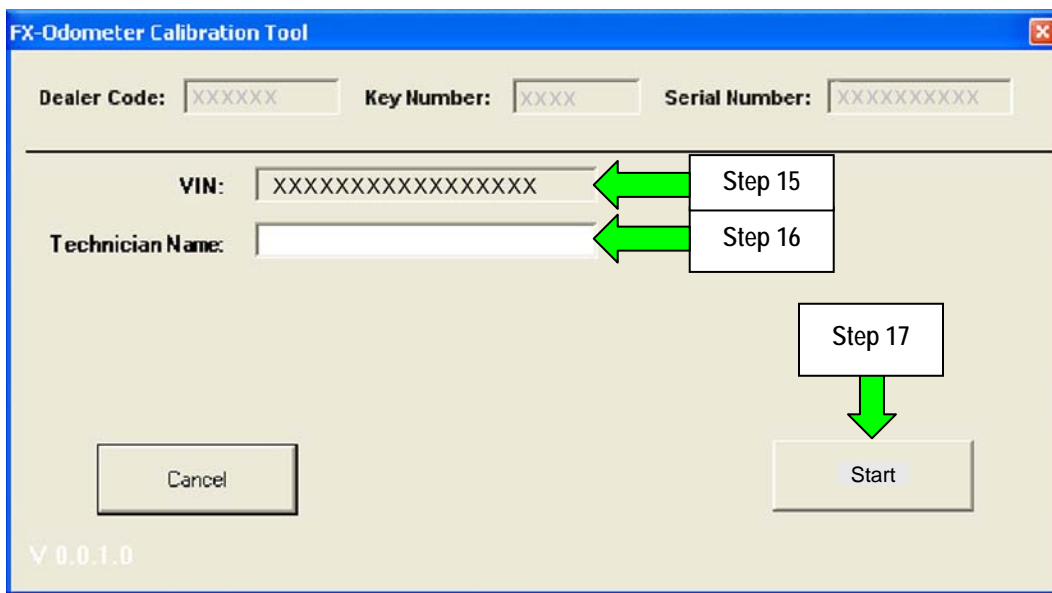 FX-Odometer Calibration Tool
Dealer Code: XXXXXX Key Number: XXXX Serial Number: XXXXXXXXXX
VIN: XXXXXXXXXXXXXXXXX Step 15
Technician Name: Step 16
Step 17
Cancel Start
V 0.0.1.0